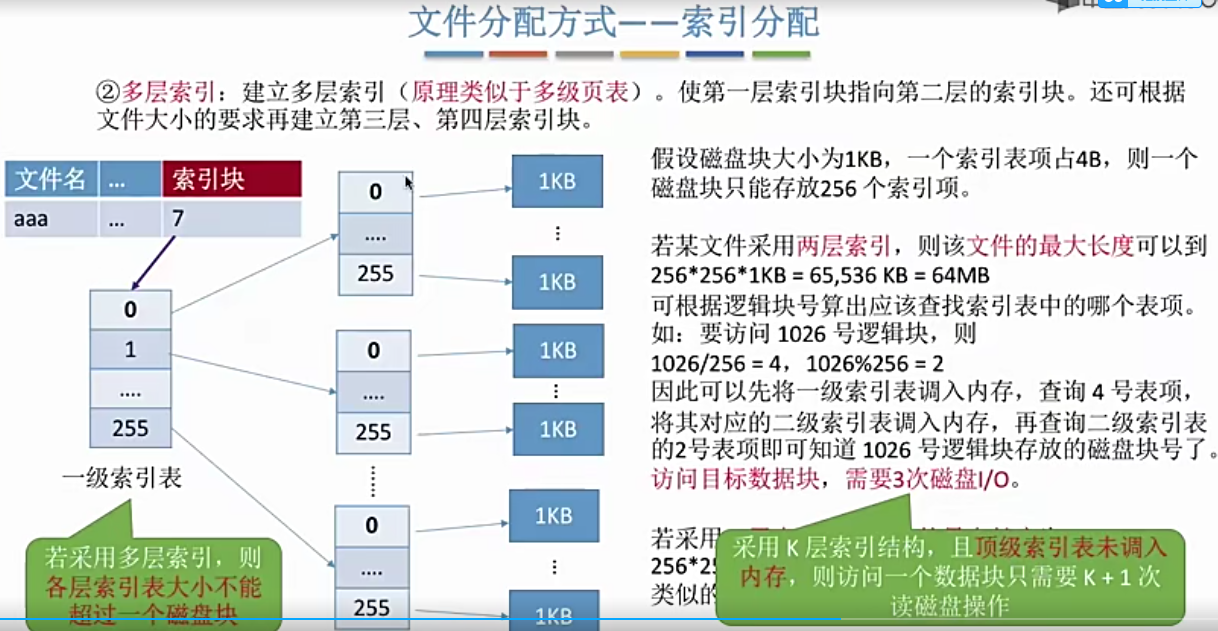 文件分配方式——索引分配
②多层索引：建立多层索引（原理类似于多级页表）。使第一层索引块指向第二层的索引块。还可根据
文件大小的要求再建立第三层、第四层索引块。
文件名 ... 索引块
aaa ... 7
0
1
....
255
一级索引表
若采用多层索引，则
各层索引表大小不能
超过一个磁盘块
0
....
255
0
....
255
0
....
255
1KB
1KB
1KB
1KB
1KB
1KB
假设磁盘块大小为1KB，一个索引表项占4B，则一个
磁盘块只能存放256 个索引项。
若某文件采用两层索引，则该文件的最大长度可以到
256*256*1KB = 65,536 KB = 64MB
可根据逻辑块号算出应该查找索引表中的哪个表项。
如：要访问 1026 号逻辑块，则
1026/256 = 4，1026%256 = 2
因此可以先将一级索引表调入内存，查询 4 号表项，
将其对应的二级索引表调入内存，再查询二级索引表
的2号表项即可知道 1026 号逻辑块存放的磁盘块号了。
访问目标数据块，需要3次磁盘I/O。
若采用
256*25
类似的
采用 K 层索引结构，且顶级索引表未调入
内存，则访问一个数据块只需要 K + 1 次
读磁盘操作